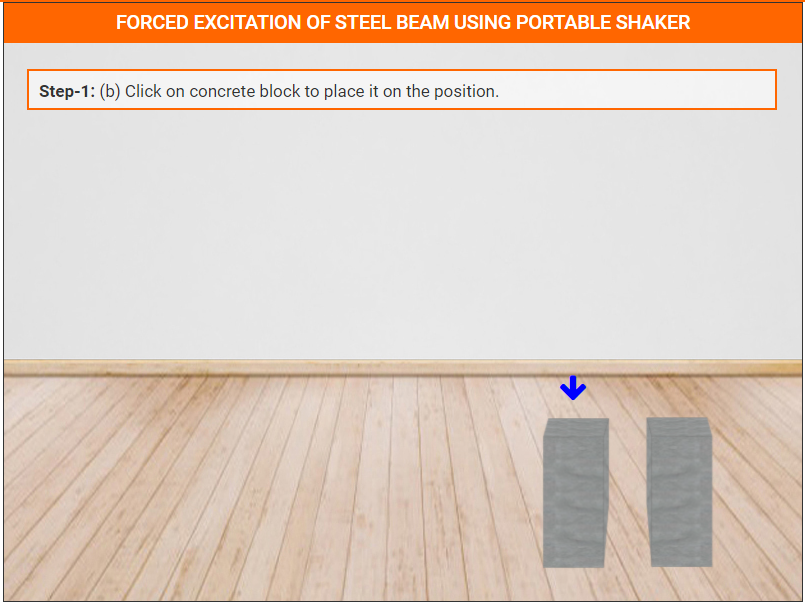 FORCED EXCITATION OF STEEL BEAM USING PORTABLE SHAKER
Step-1: (b) Click on concrete block to place it on the position.